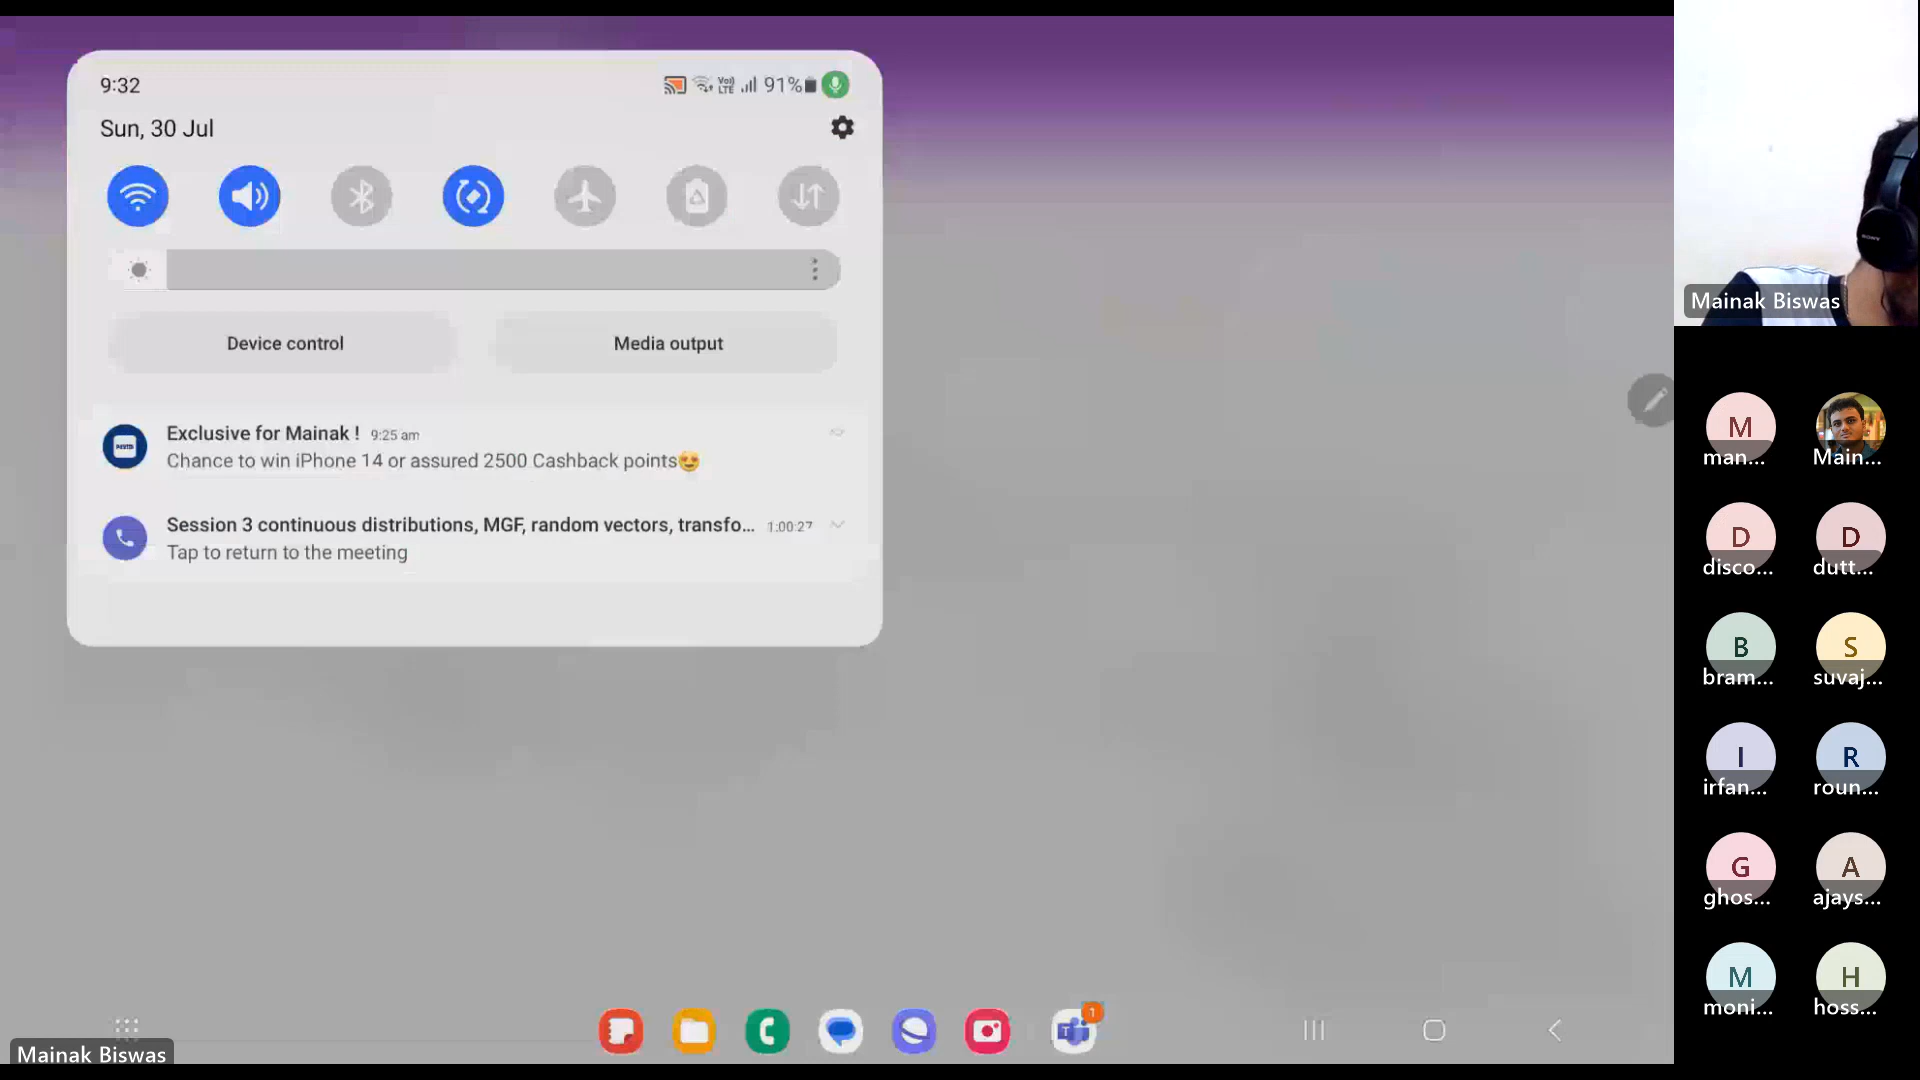 9:32
Vo)) LTE 91%
Sun, 30 Jul
Device control
Media output
Exclusive for Mainak ! 9:25 am
Chance to win iPhone 14 or assured 2500 Cashback points😍
Session 3 continuous distributions, MGF, random vectors, transfo... 1:00:27
Tap to return to the meeting
1
Mainak Biswas
SONY
Mainak Biswas
M
man...
Main...
D
disco...
D
dutt...
B
bram...
S
suvaj...
I
irfan...
R
roun...
G
ghos...
A
ajays...
M
moni...
H
hoss...